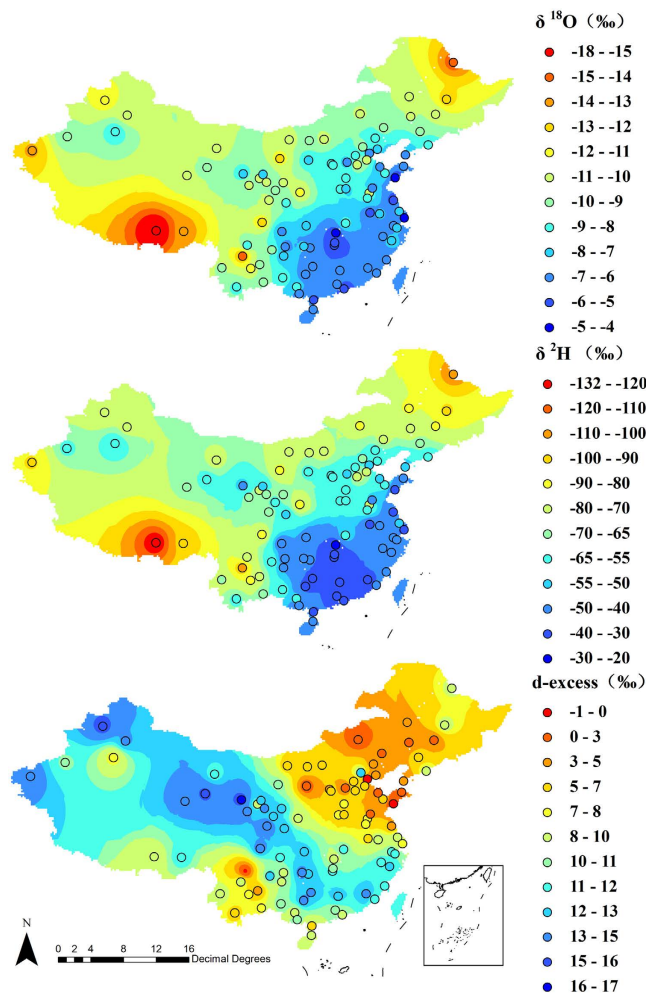 δ 18O（‰）
-18 - -15
-15 - -14
-14 - -13
-13 - -12
-12 - -11
-11 - -10
-10 - -9
-9 - -8
-8 - -7
-7 - -6
-6 - -5
-5 - -4
δ 2H（‰）
-132 - -120
-120 - -110
-110 - -100
-100 - -90
-90 - -80
-80 - -70
-70 - -65
-65 - -55
-55 - -50
-50 - -40
-40 - -30
-30 - -20
d-excess（‰）
-1 - 0
0 - 3
3 - 5
5 - 7
7 - 8
8 - 10
10 - 11
11 - 12
12 - 13
13 - 15
15 - 16
16 - 17
N
0 2 4 8 12 16
Decimal Degrees